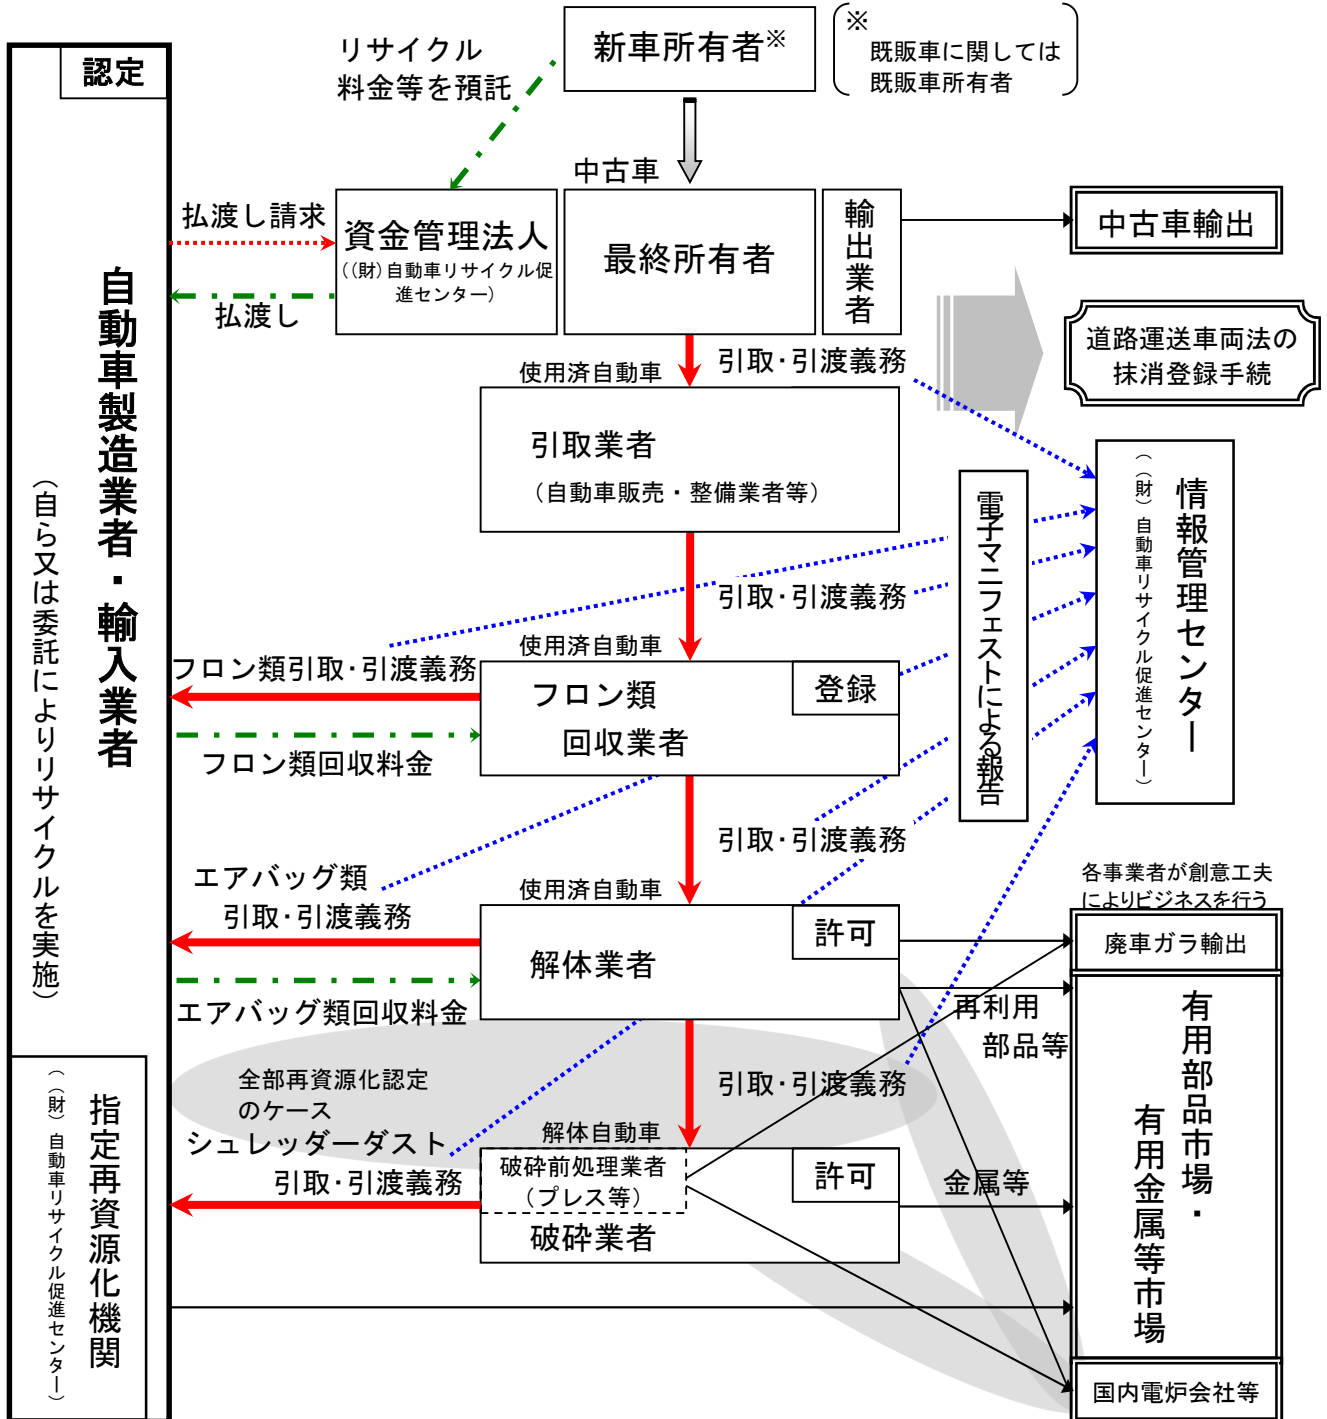 新車所有者※
※
既販車に関しては
既販車所有者
リサイクル
料金等を預託
認定
中古車
払渡し請求
払渡し
資金管理法人
((財)自動車リサイクル促
進センター)
最終所有者
輸出業者
中古車輸出
道路運送車両法の
抹消登録手続
自動車製造業者・輸入業者
(自ら又は委託によりリサイクルを実施)
使用済自動車
引取・引渡義務
引取業者
(自動車販売・整備業者等)
電子マニフェストによる報告
情報管理センター
((財)自動車リサイクル促進センター)
引取・引渡義務
使用済自動車
フロン類引取・引渡義務
フロン類
回収業者
登録
フロン類回収料金
引取・引渡義務
エアバッグ類
引取・引渡義務
使用済自動車
解体業者
許可
エアバッグ類回収料金
各事業者が創意工夫
によりビジネスを行う
廃車ガラ輸出
再利用
部品等
有用部品市場・
有用金属等市場
引取・引渡義務
全部再資源化認定
のケース
シュレッダーダスト
引取・引渡義務
解体自動車
破砕前処理業者
(プレス等)
破砕業者
許可
金属等
指定再資源化機関
((財)自動車リサイクル促進センター)
国内電炉会社等